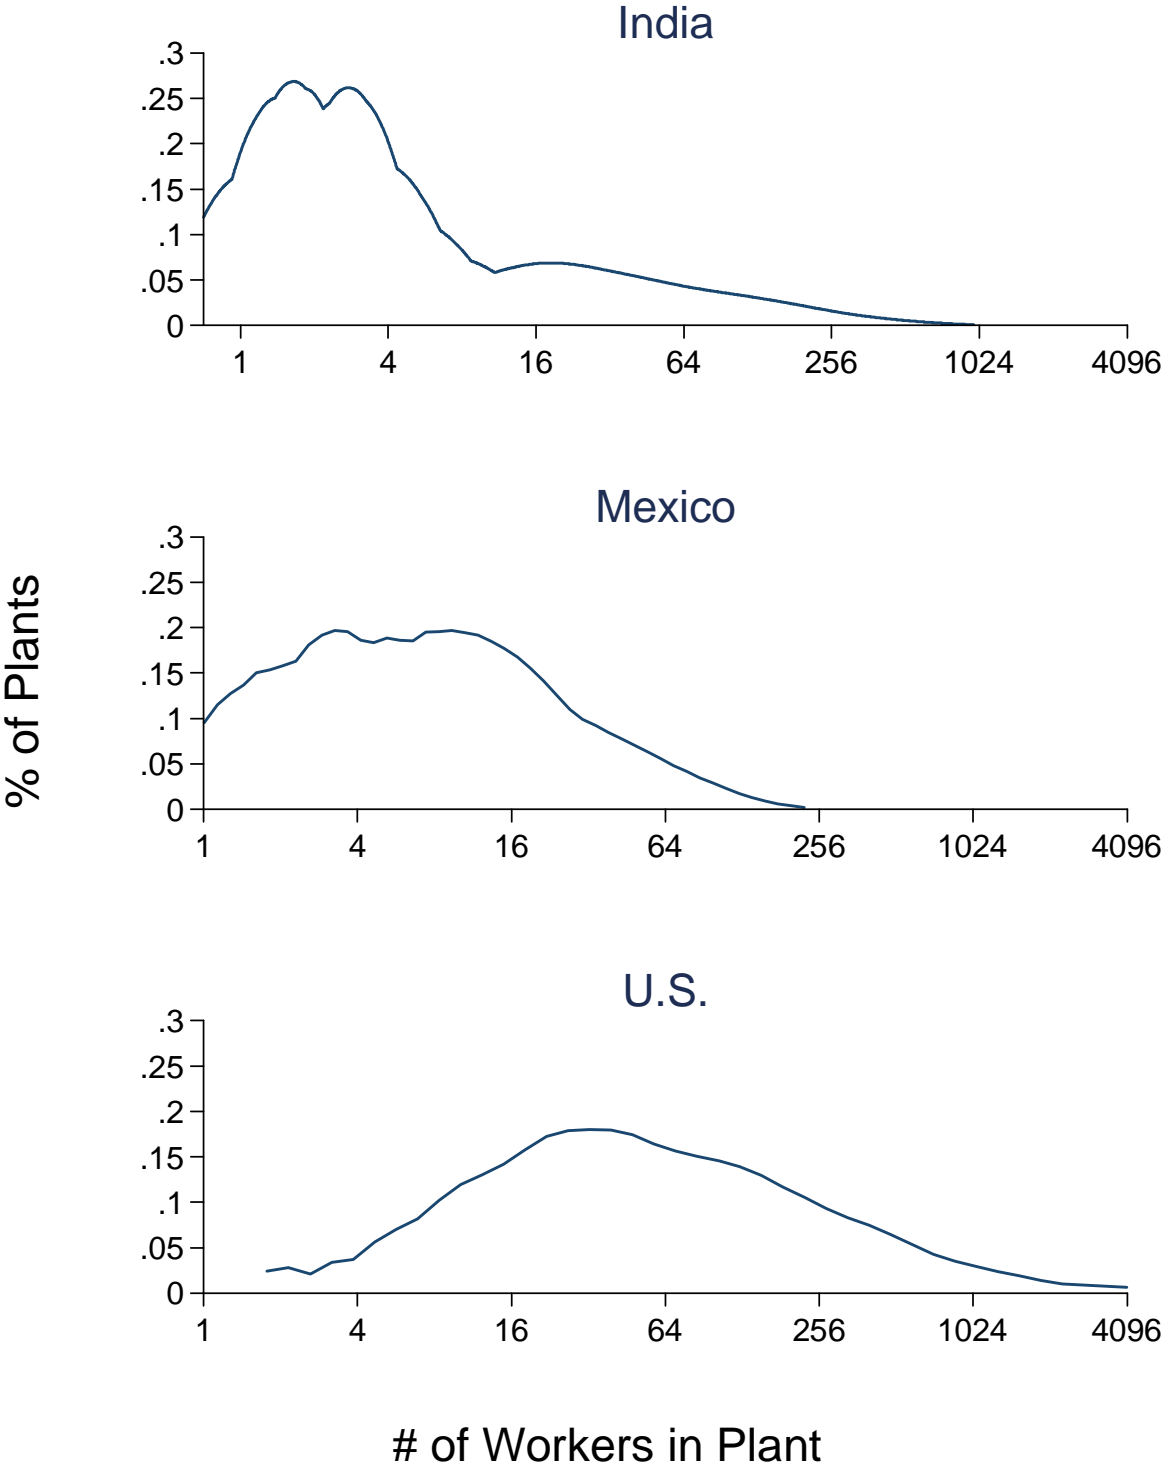 India
.3
.25
.2
.15
.1
.05
0
1 4 16 64 256 1024 4096
Mexico
.3
.25
.2
.15
.1
.05
0
1 4 16 64 256 1024 4096
% of Plants
U.S.
.3
.25
.2
.15
.1
.05
0
1 4 16 64 256 1024 4096
# of Workers in Plant